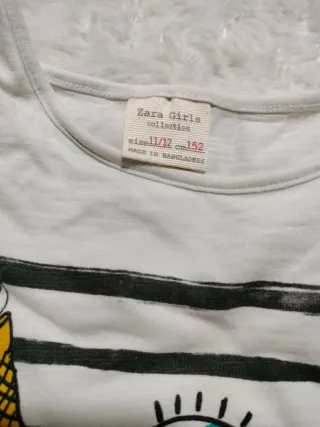 Zara Girls
collection
size 11/12 cm 152
MADE IN BANGLADESH